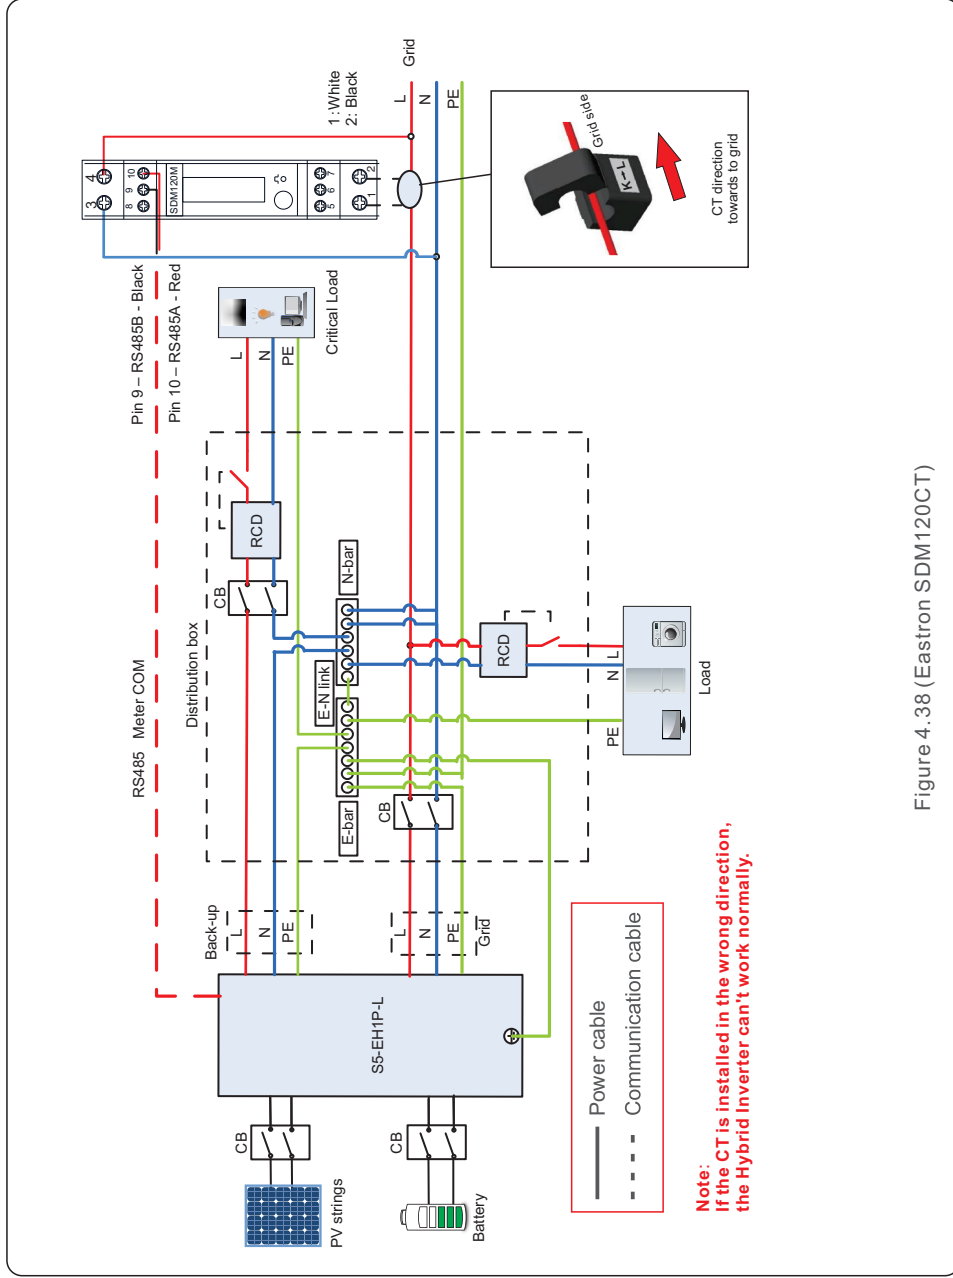 Grid
L
N
PE
1:White
2: Black
4
3
10
9
8
SDM120M
7
6
5
2
1
Grid side
K→L
CT direction
towards to grid
Pin 9 – RS485B - Black
Pin 10 – RS485A - Red
Critical Load
L
N
PE
RS485 Meter COM
Distribution box
RCD
CB
N-bar
E-N link
E-bar
CB
RCD
N
L
PE
Load
Back-up
L
N
PE
L
N
PE
Grid
S5-EH1P-L
CB
PV strings
CB
Battery
Power cable
Communication cable
Note:
If the CT is installed in the wrong direction,
the Hybrid Inverter can't work normally.
Figure 4.38 (Eastron SDM120CT)